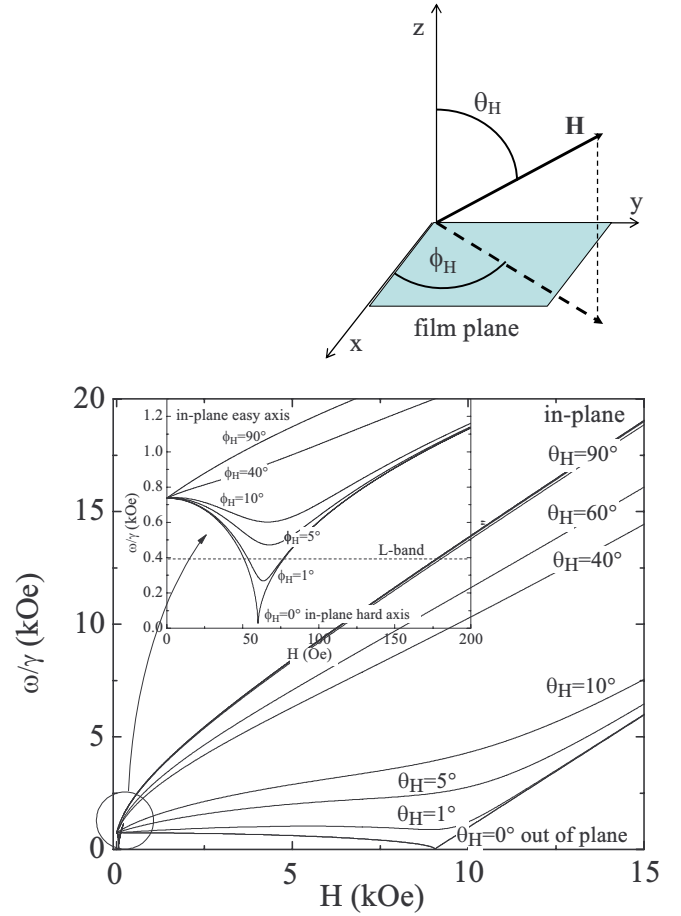 z
θH
H
y
ϕH
film plane
x
20
15
10
5
0
ω/γ (kOe)
in-plane
θH=90°
θH=60°
θH=40°
θH=10°
θH=5°
θH=1°
θH=0° out of plane
0
5
10
15
H (kOe)
1.2
1.0
0.8
0.6
0.4
0.2
0.0
ω/γ (kOe)
in-plane easy axis
ϕH=90°
ϕH=40°
ϕH=10°
ϕH=5°
L-band
ϕH=1°
ϕH=0° in-plane hard axis
0
50
100
150
200
H (Oe)